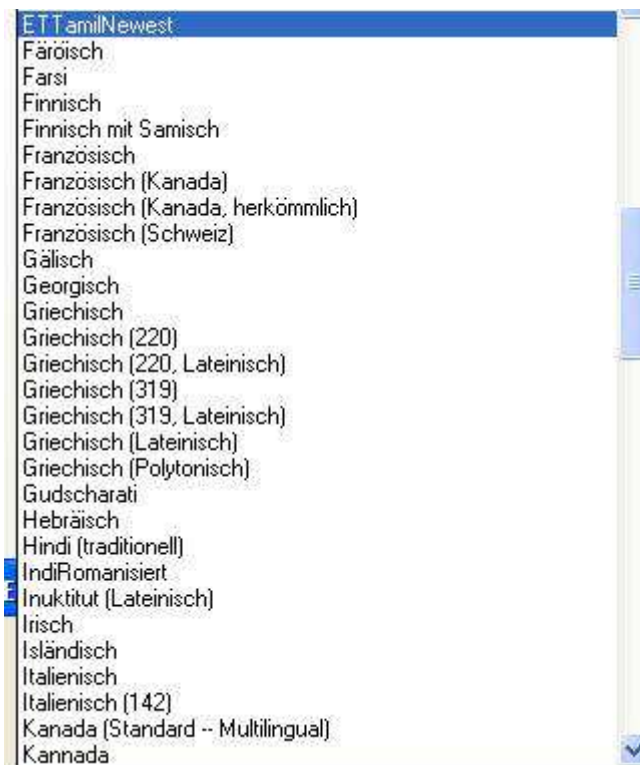 ETTamilNewest
Färöisch
Farsi
Finnisch
Finnisch mit Samisch
Französisch
Französisch (Kanada)
Französisch (Kanada, herkömmlich)
Französisch (Schweiz)
Gälisch
Georgisch
Griechisch
Griechisch (220)
Griechisch (220, Lateinisch)
Griechisch (319)
Griechisch (319, Lateinisch)
Griechisch (Lateinisch)
Griechisch (Polytonisch)
Gudscharati
Hebräisch
Hindi (traditionell)
IndiRomanisiert
Inuktitut (Lateinisch)
Irisch
Isländisch
Italienisch
Italienisch (142)
Kanada (Standard -- Multilingual)
Kannada